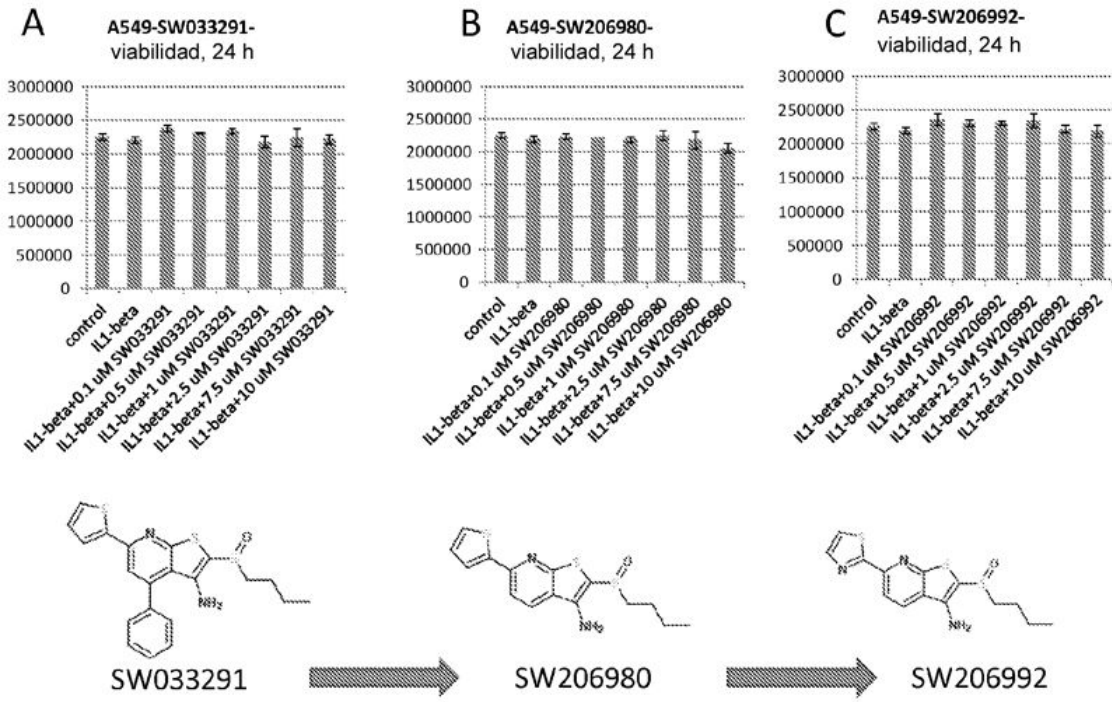 A
A549-SW033291-
viabilidad, 24 h
3000000
2500000
2000000
1500000
1000000
500000
0
control
IL1-beta
IL1-beta+0.1 uM SW033291
IL1-beta+0.5 uM SW033291
IL1-beta+1 uM SW033291
IL1-beta+2.5 uM SW033291
IL1-beta+7.5 uM SW033291
IL1-beta+10 uM SW033291
B
A549-SW206980-
viabilidad, 24 h
3000000
2500000
2000000
1500000
1000000
500000
0
control
IL1-beta
IL1-beta+0.1 uM SW206980
IL1-beta+0.5 uM SW206980
IL1-beta+1 uM SW206980
IL1-beta+2.5 uM SW206980
IL1-beta+7.5 uM SW206980
IL1-beta+10 uM SW206980
C
A549-SW206992-
viabilidad, 24 h
3000000
2500000
2000000
1500000
1000000
500000
0
control
IL1-beta
IL1-beta+0.1 uM SW206992
IL1-beta+0.5 uM SW206992
IL1-beta+1 uM SW206992
IL1-beta+2.5 uM SW206992
IL1-beta+7.5 uM SW206992
IL1-beta+10 uM SW206992
S
N
S
O
S
NH₂
SW033291
S
N
S
O
S
NH₂
SW206980
S
N
N
S
O
S
NH₂
SW206992